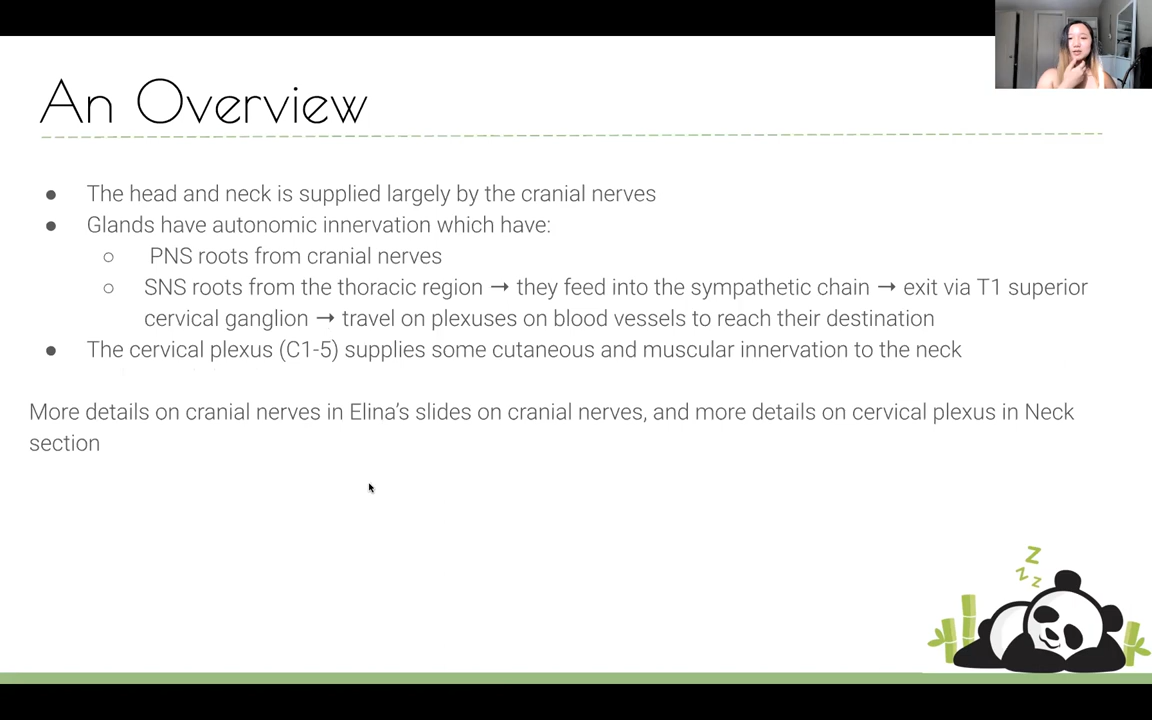 An Overview
● The head and neck is supplied largely by the cranial nerves
● Glands have autonomic innervation which have:
○ PNS roots from cranial nerves
○ SNS roots from the thoracic region → they feed into the sympathetic chain → exit via T1 superior
cervical ganglion → travel on plexuses on blood vessels to reach their destination
● The cervical plexus (C1-5) supplies some cutaneous and muscular innervation to the neck
More details on cranial nerves in Elina's slides on cranial nerves, and more details on cervical plexus in Neck
section
Z
Z
Z